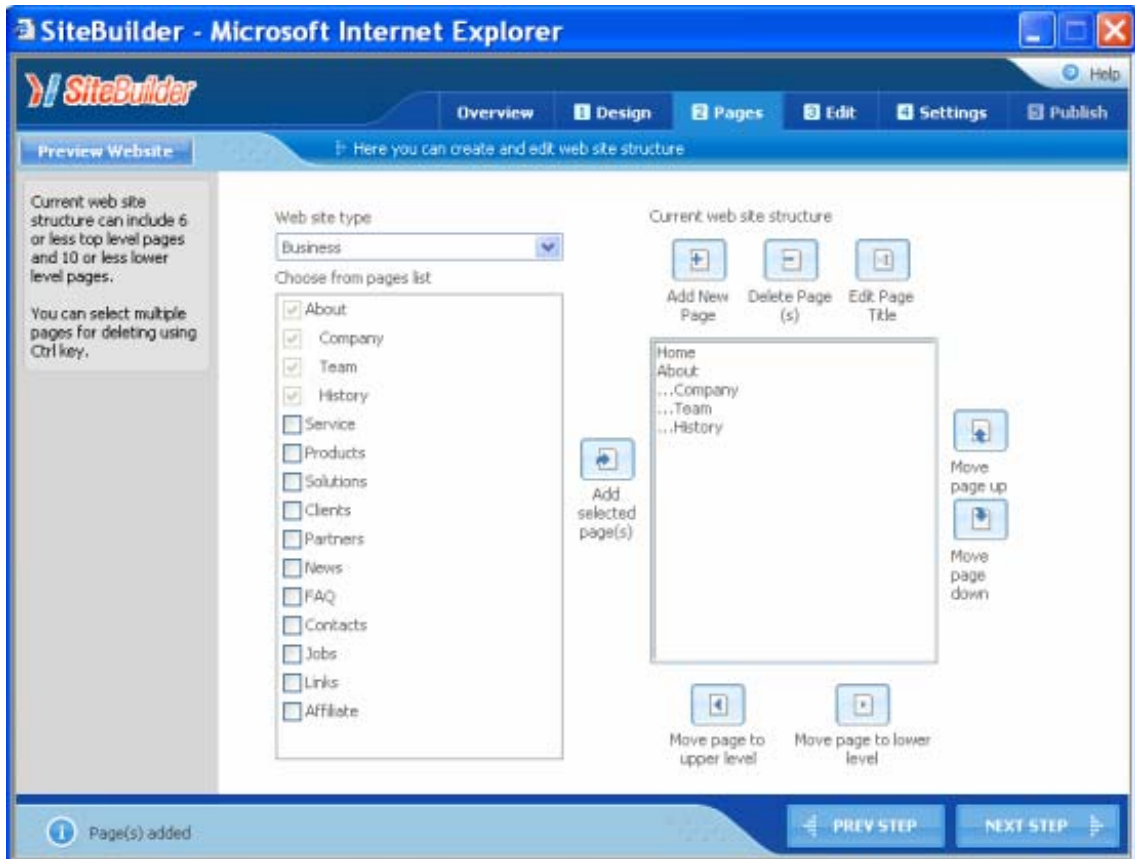 SiteBuilder - Microsoft Internet Explorer
SiteBuilder
Help
Overview
1 Design
2 Pages
3 Edit
4 Settings
5 Publish
Preview Website
Here you can create and edit web site structure
Current web site
structure can include 6
or less top level pages
and 10 or less lower
level pages.
You can select multiple
pages for deleting using
Ctrl key.
Web site type
Business
Choose from pages list
About
Company
Team
History
Service
Products
Solutions
Clients
Partners
News
FAQ
Contacts
Jobs
Links
Affiliate
Add
selected
page(s)
Current web site structure
Add New
Page
Delete Page
(s)
Edit Page
Title
Home
About
...Company
...Team
...History
Move
page up
Move
page
down
Move page to
upper level
Move page to lower
level
Page(s) added
PREV STEP
NEXT STEP